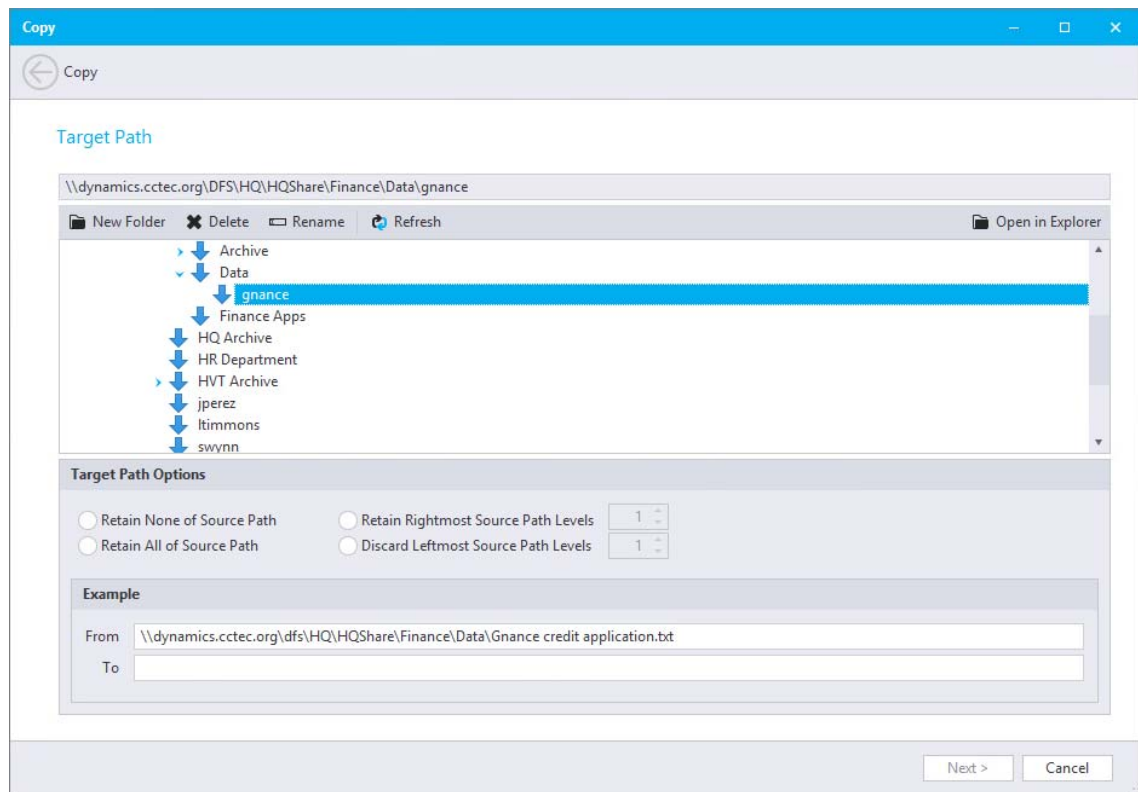 Copy
Copy
Target Path
\\dynamics.cctec.org\DFS\HQ\HQShare\Finance\Data\gnance
New Folder Delete Rename Refresh Open in Explorer
Archive
Data
gnance
Finance Apps
HQ Archive
HR Department
HVT Archive
jperez
ltimmons
swynn
Target Path Options
Retain None of Source Path Retain Rightmost Source Path Levels 1
Retain All of Source Path Discard Leftmost Source Path Levels 1
Example
From \\dynamics.cctec.org\dfs\HQ\HQShare\Finance\Data\Gnance credit application.txt
To
Next > Cancel